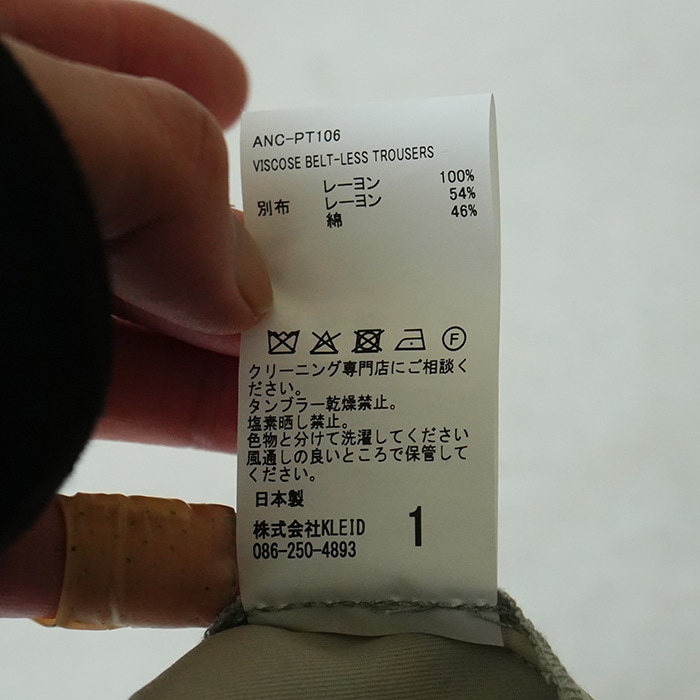 ANC-PT106
VISCOSE BELT-LESS TROUSERS
レーヨン 100%
別布 レーヨン 54%
綿 46%
F
クリーニング専門店にご相談く
ださい。
タンブラー乾燥禁止。
塩素晒し禁止。
色物と分けて洗濯してください
風通しの良いところで保管して
ください。
日本製
株式会社KLEID 1
086-250-4893